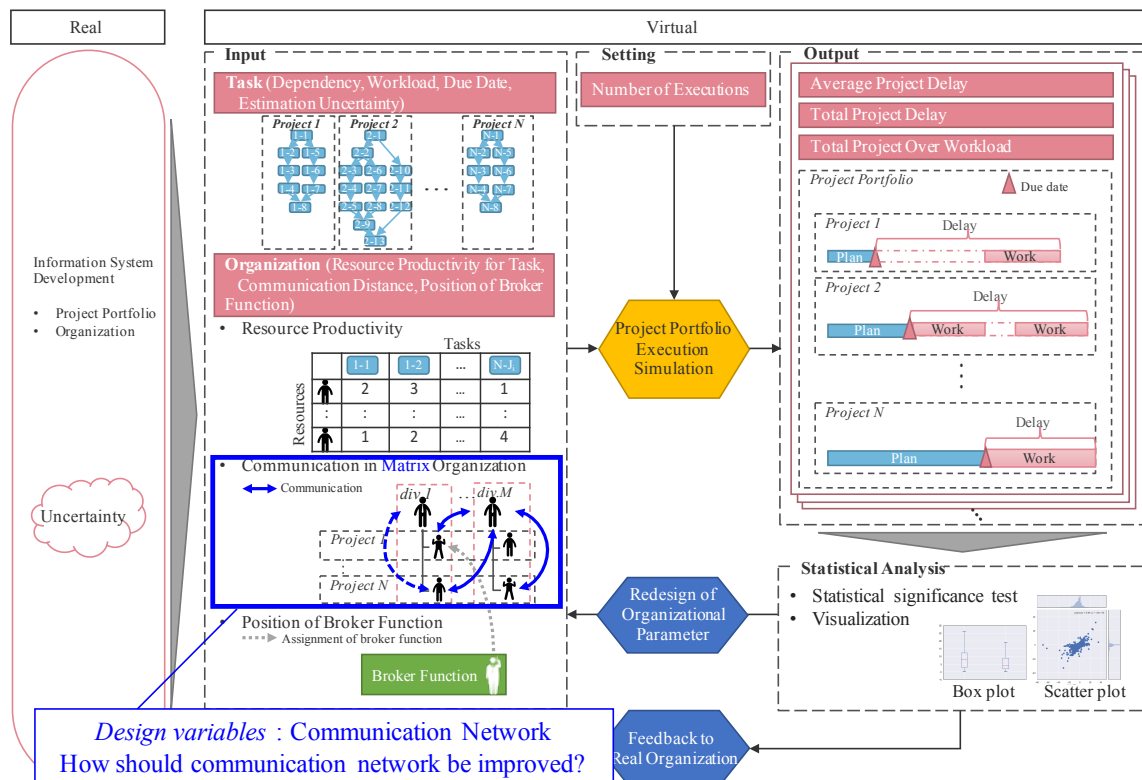 Real
Virtual
Information System
Development
• Project Portfolio
• Organization
Uncertainty
Input
Task (Dependency, Workload, Due Date,
Estimation Uncertainty)
Project 1
Project 2
Project N
1-1
1-2 1-5
1-3 1-6
1-4 1-7
1-8
2-1
2-2
2-3 2-6 2-10
2-4 2-7 2-11
2-5 2-8 2-12
2-9
2-13
. . .
N-1
N-2 N-5
N-3 N-6
N-4 N-7
N-8
Organization (Resource Productivity for Task,
Communication Distance, Position of Broker
Function)
• Resource Productivity
Tasks
Resources
1-1 1-2 ... N-Ji
2 3 ... 1
: : : :
1 2 ... 4
• Communication in Matrix Organization
Communication
div.1 ... div.M
Project 1
:
Project N
• Position of Broker Function
Assignment of broker function
Broker Function
Design variables : Communication Network
How should communication network be improved?
Setting
Number of Executions
Project Portfolio
Execution
Simulation
Redesign of
Organizational
Parameter
Feedback to
Real Organization
Output
Average Project Delay
Total Project Delay
Total Project Over Workload
Project Portfolio
Due date
Project 1
Delay
Plan
Work
Project 2
Delay
Plan
Work
Work
Project N
Delay
Plan
Work
Statistical Analysis
• Statistical significance test
• Visualization
Box plot
Scatter plot